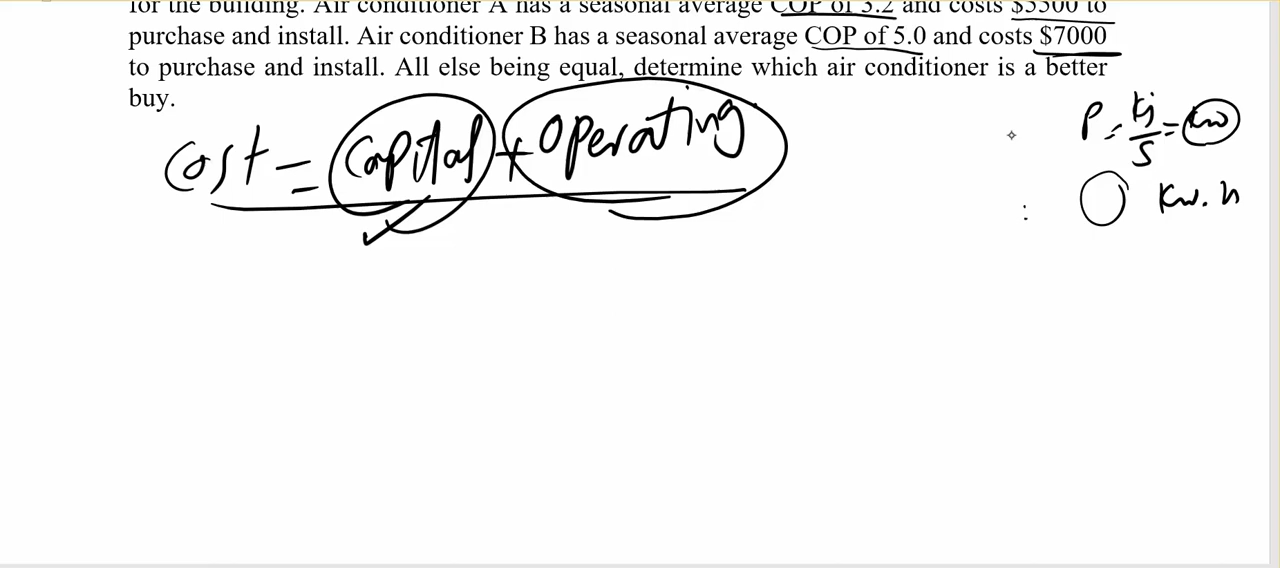 for the building. Air conditioner A has a seasonal average COP of 3.2 and costs $5500 to
purchase and install. Air conditioner B has a seasonal average COP of 5.0 and costs $7000
to purchase and install. All else being equal, determine which air conditioner is a better
buy.
Cost = Capital + Operating
P = kj/s = kw
: Kw. h